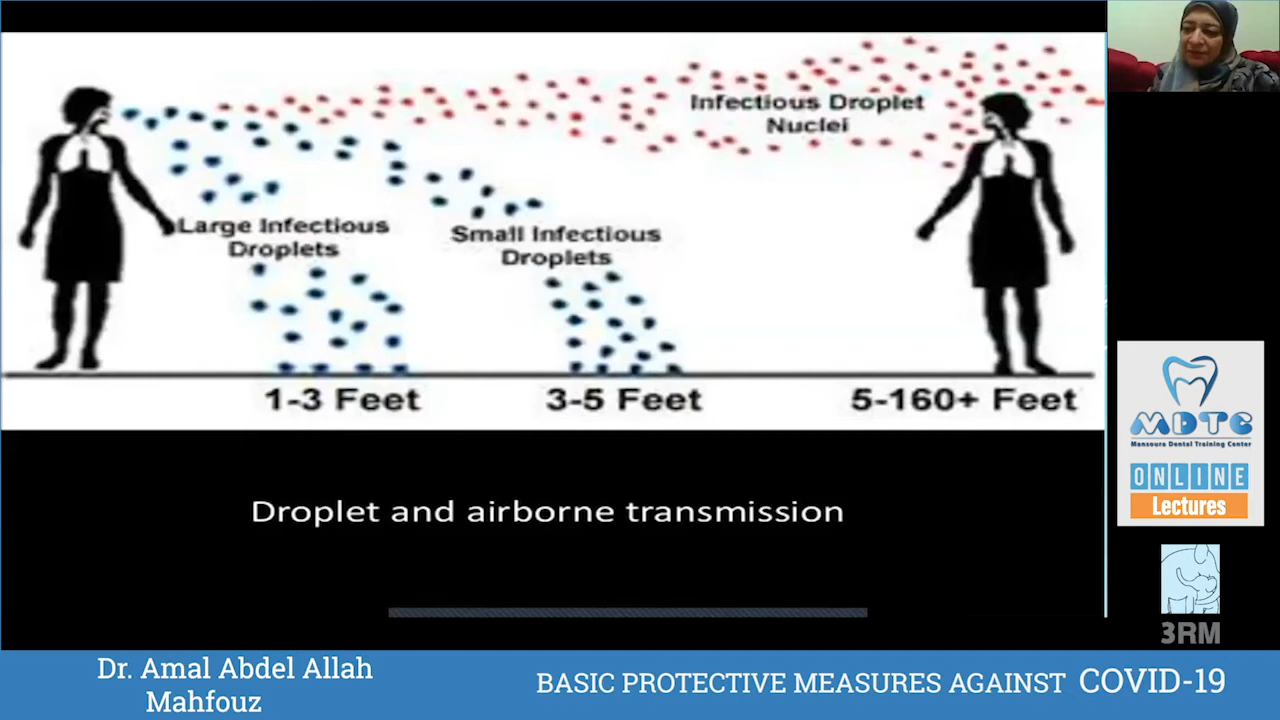 Infectious Droplet
Nuclei
Large Infectious
Droplets
Small Infectious
Droplets
1-3 Feet
3-5 Feet
5-160+ Feet
Droplet and airborne transmission
MDTC
Mansoura Dental Training Center
ONLINE
Lectures
3RM
Dr. Amal Abdel Allah
Mahfouz
BASIC PROTECTIVE MEASURES AGAINST COVID-19